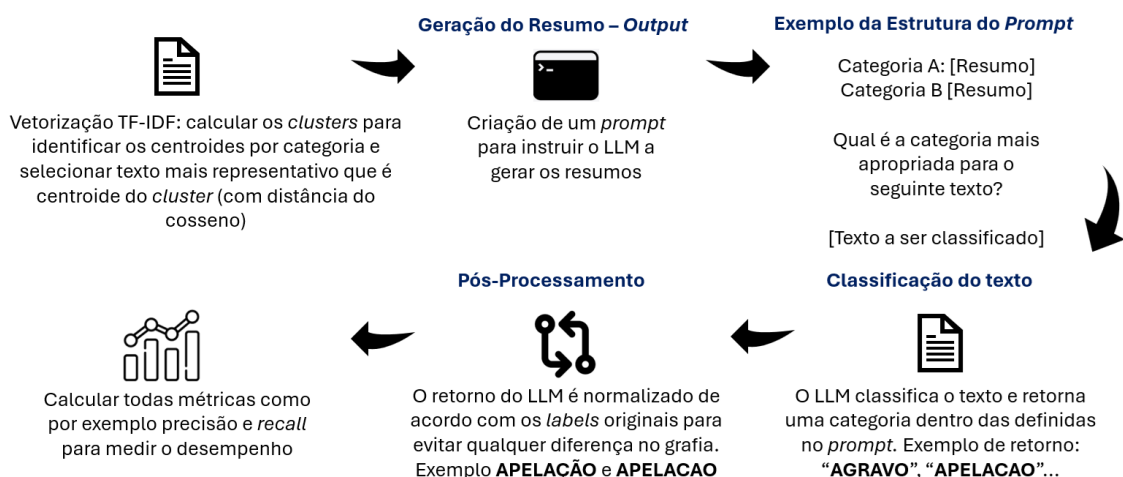 Vetorização TF-IDF: calcular os clusters para
identificar os centroides por categoria e
selecionar texto mais representativo que é
centroide do cluster (com distância do
cosseno)
Geração do Resumo – Output
Criação de um prompt
para instruir o LLM a
gerar os resumos
Exemplo da Estrutura do Prompt
Categoria A: [Resumo]
Categoria B [Resumo]
Qual é a categoria mais
apropriada para o
seguinte texto?
[Texto a ser classificado]
Classificação do texto
O LLM classifica o texto e retorna
uma categoria dentro das definidas
no prompt. Exemplo de retorno:
“AGRAVO”, “APELACAO”...
Pós-Processamento
O retorno do LLM é normalizado de
acordo com os labels originais para
evitar qualquer diferença no grafia.
Exemplo APELAÇÃO e APELACAO
Calcular todas métricas como
por exemplo precisão e recall
para medir o desempenho